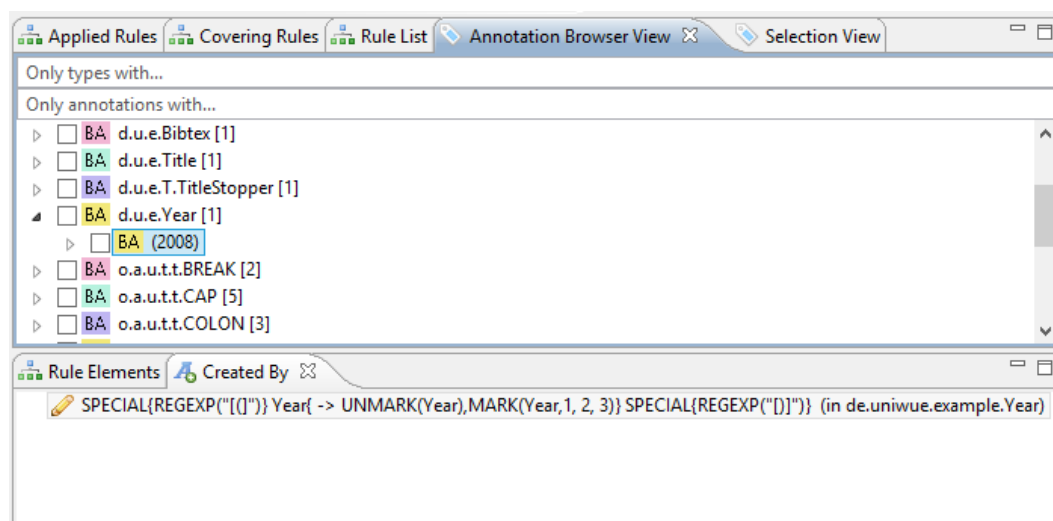 Applied Rules Covering Rules Rule List Annotation Browser View Selection View
Only types with...
Only annotations with...
BA d.u.e.Bibtex [1]
BA d.u.e.Title [1]
BA d.u.e.T.TitleStopper [1]
BA d.u.e.Year [1]
BA (2008)
BA o.a.u.t.t.BREAK [2]
BA o.a.u.t.t.CAP [5]
BA o.a.u.t.t.COLON [3]
Rule Elements Created By
SPECIAL{REGEXP("[(]")} Year{ -> UNMARK(Year),MARK(Year,1, 2, 3)} SPECIAL{REGEXP("[)]")} (in de.uniwue.example.Year)